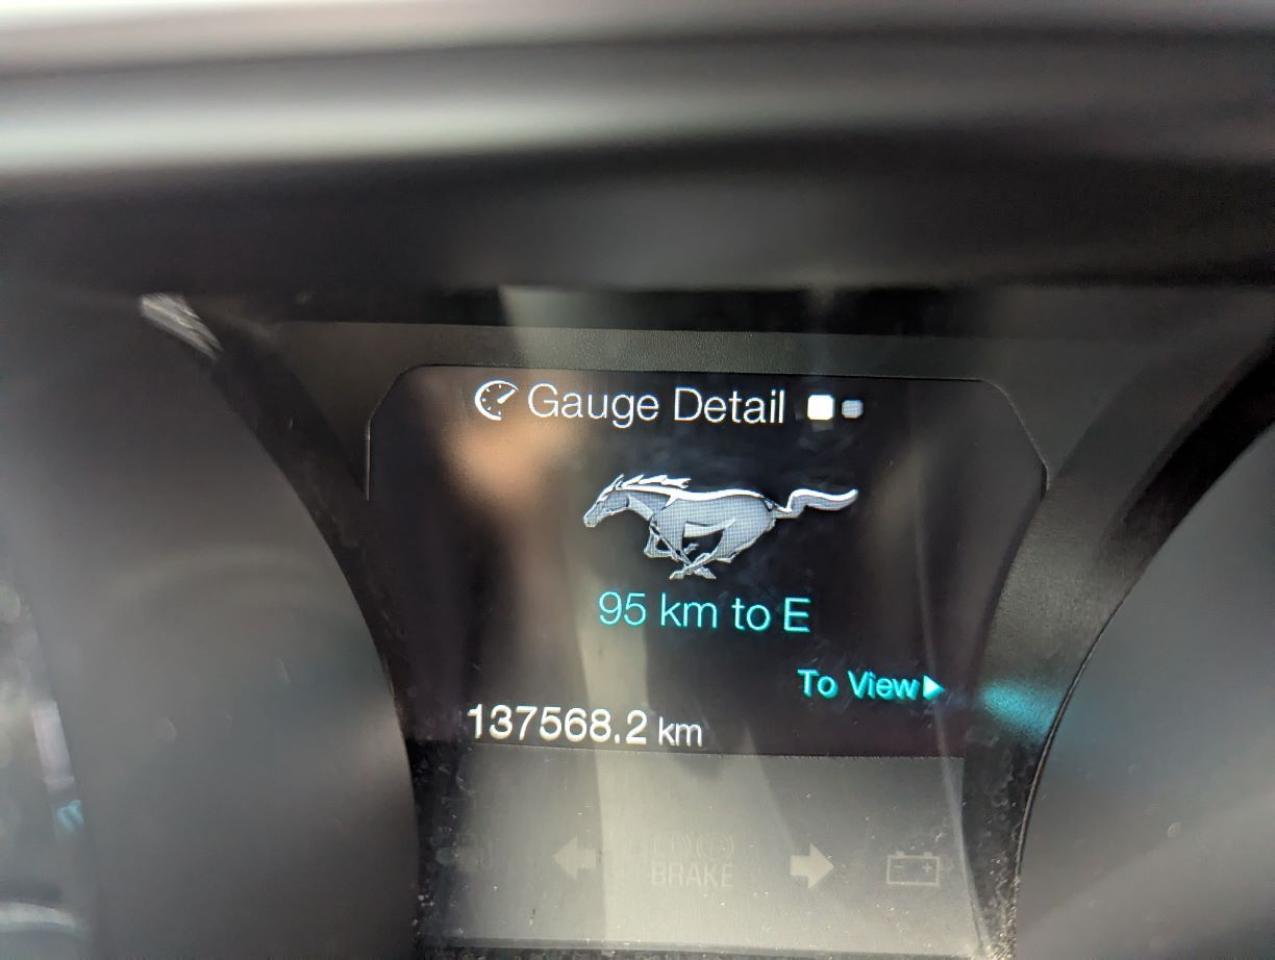 Gauge Detail
95 km to E
To View
137568.2 km
BRAKE